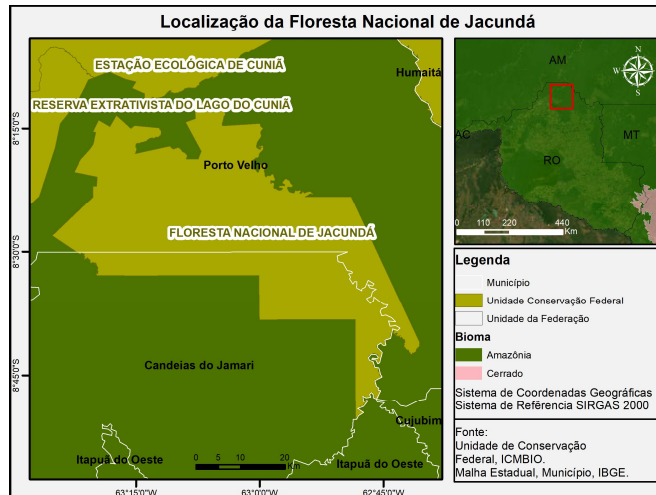 Localização da Floresta Nacional de Jacundá
ESTAÇÃO ECOLÓGICA DE CUNIÃ
Humaitá
RESERVA EXTRATIVISTA DO LAGO DO CUNIÃ
8°15'0"S
Porto Velho
FLORESTA NACIONAL DE JACUNDÁ
8°30'0"S
Candeias do Jamari
8°45'0"S
Cujubim
Itapuã do Oeste
Itapuã do Oeste
0 5 10 20
Km
63°15'0"W
63°0'0"W
62°45'0"W
AM
N
W E
S
AC
MT
RO
0 110 220 440
Km
Legenda
Município
Unidade Conservação Federal
Unidade da Federação
Bioma
Amazônia
Cerrado
Sistema de Coordenadas Geográficas
Sistema de Refêrencia SIRGAS 2000
Fonte:
Unidade de Conservação
Federal, ICMBIO.
Malha Estadual, Município, IBGE.